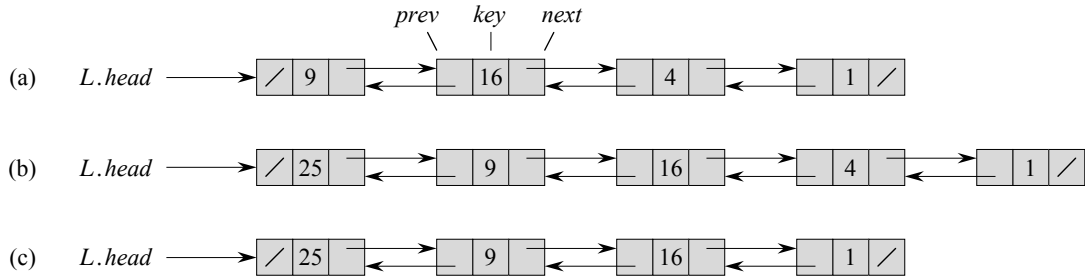 prev key next
(a) L.head / 9 16 4 1 /
(b) L.head / 25 9 16 4 1 /
(c) L.head / 25 9 16 1 /